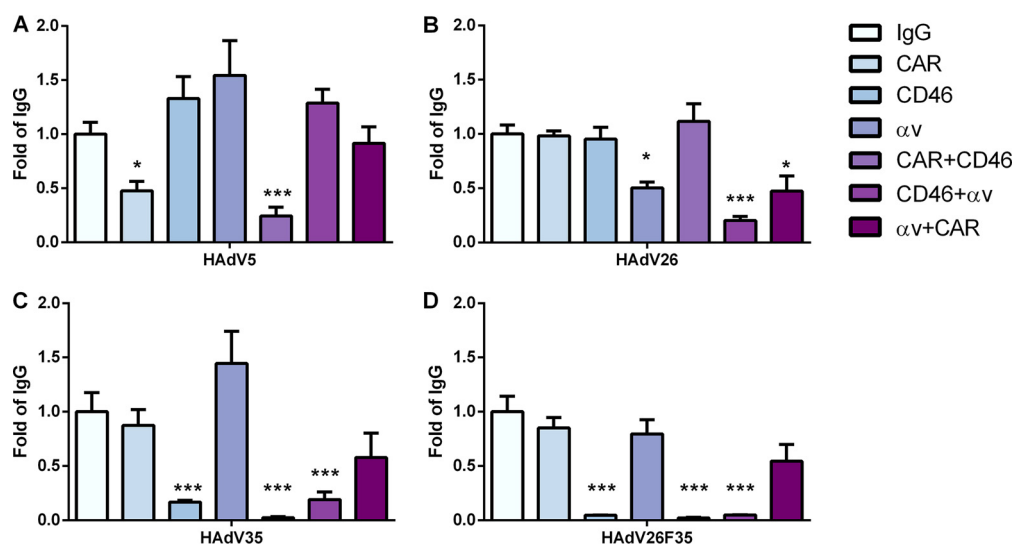 A
Fold of IgG
2.0
1.5
1.0
0.5
0.0
*
***
HAdV5
B
Fold of IgG
2.0
1.5
1.0
0.5
0.0
*
***
*
HAdV26
IgG
CAR
CD46
αv
CAR+CD46
CD46+αv
αv+CAR
C
Fold of IgG
2.0
1.5
1.0
0.5
0.0
***
***
***
HAdV35
D
Fold of IgG
2.0
1.5
1.0
0.5
0.0
***
***
***
HAdV26F35